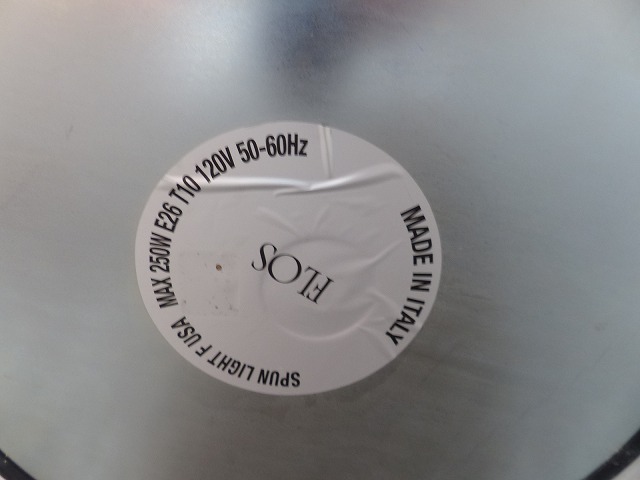 FLOS
SPUN LIGHT F USA MAX 250W E26 T10 120V 50-60Hz
MADE IN ITALY